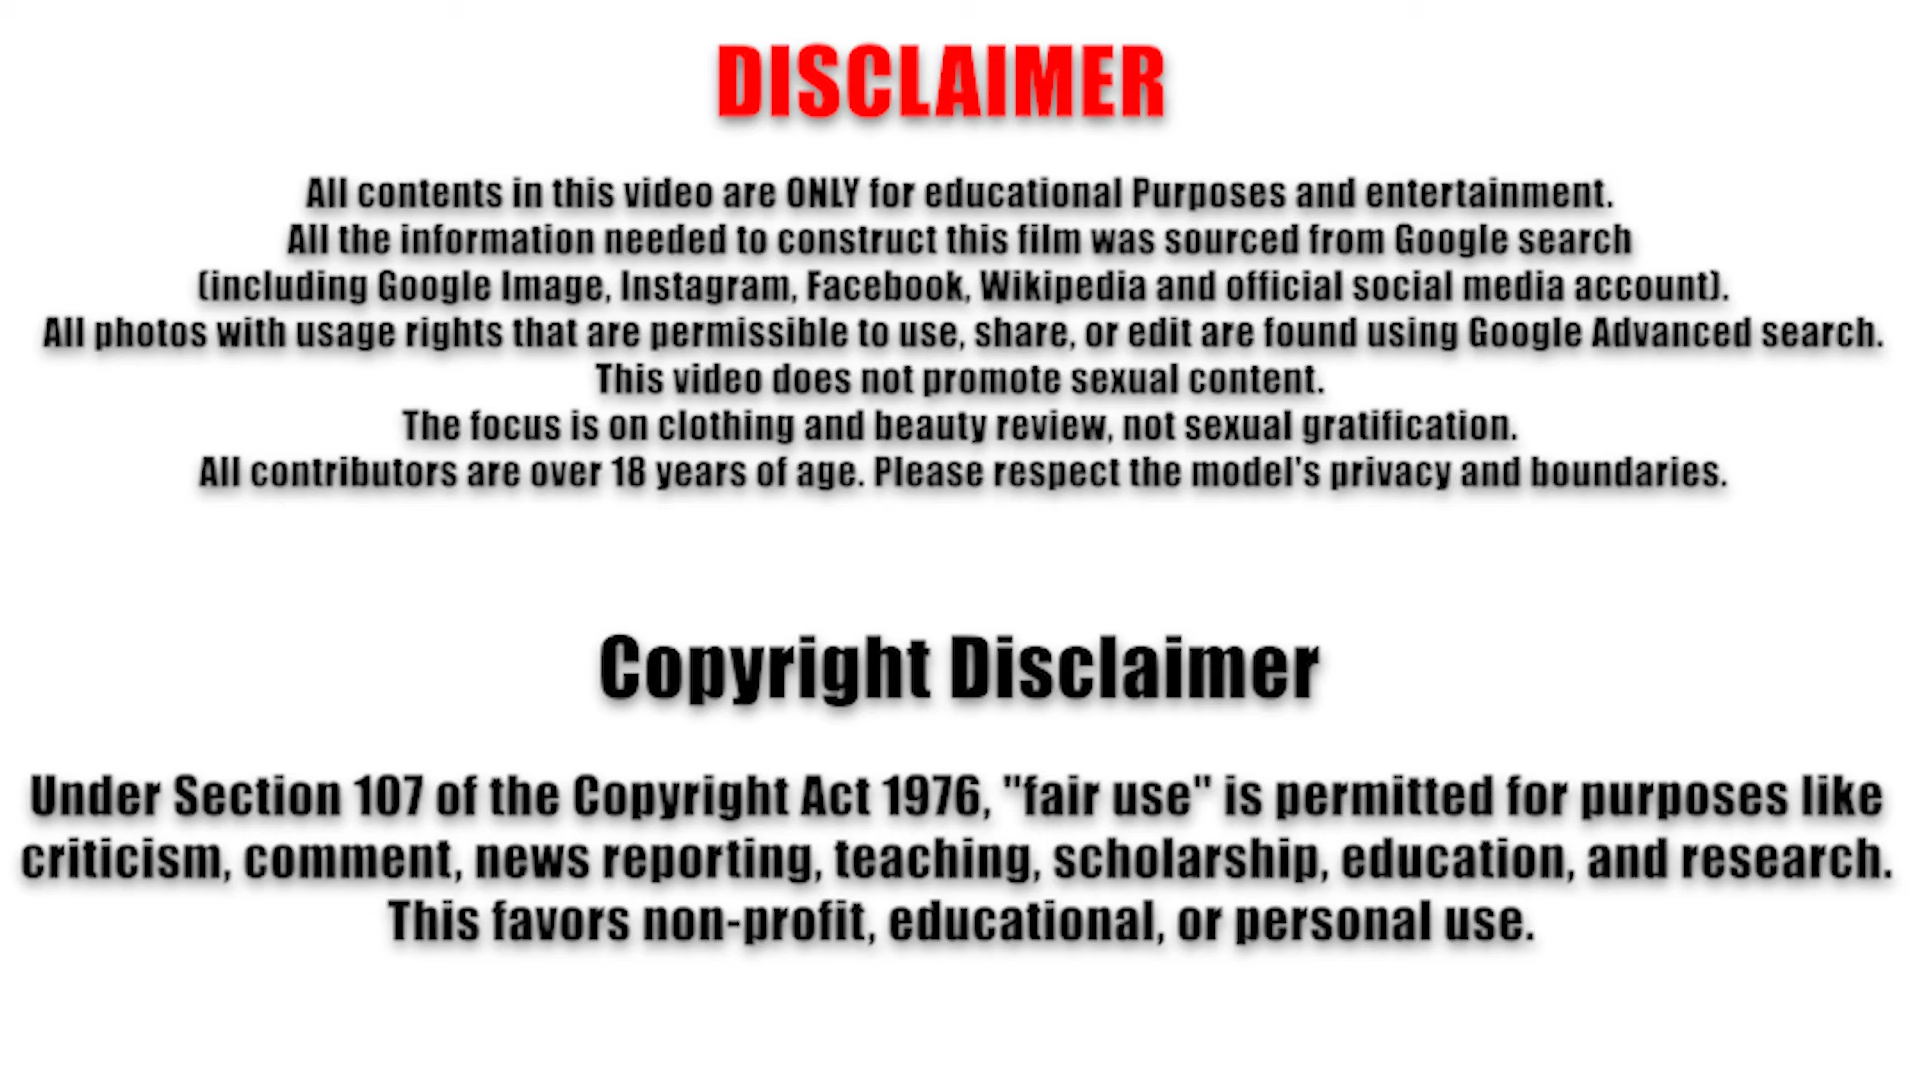 DISCLAIMER
All contents in this video are ONLY for educational Purposes and entertainment.
All the information needed to construct this film was sourced from Google search
(including Google Image, Instagram, Facebook, Wikipedia and official social media account).
All photos with usage rights that are permissible to use, share, or edit are found using Google Advanced search.
This video does not promote sexual content.
The focus is on clothing and beauty review, not sexual gratification.
All contributors are over 18 years of age. Please respect the model's privacy and boundaries.
Copyright Disclaimer
Under Section 107 of the Copyright Act 1976, "fair use" is permitted for purposes like
criticism, comment, news reporting, teaching, scholarship, education, and research.
This favors non-profit, educational, or personal use.